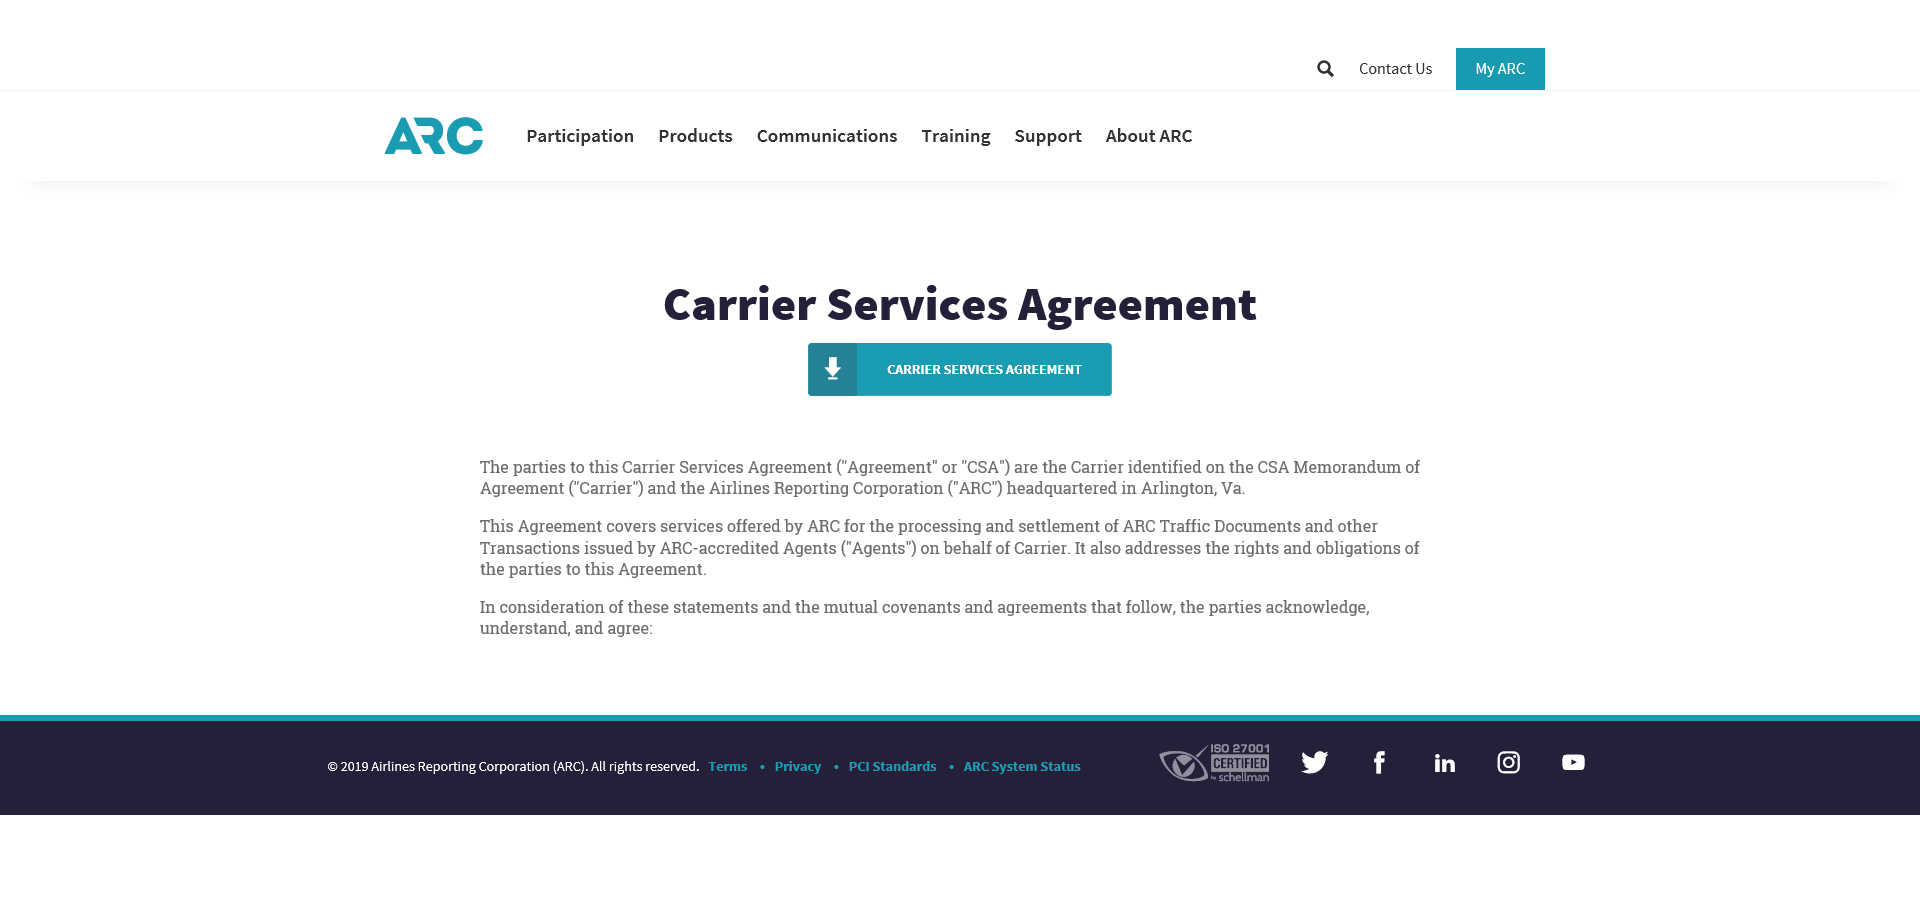 Contact Us
My ARC
ARC
Participation
Products
Communications
Training
Support
About ARC
Carrier Services Agreement
CARRIER SERVICES AGREEMENT
The parties to this Carrier Services Agreement ("Agreement" or "CSA") are the Carrier identified on the CSA Memorandum of
Agreement ("Carrier") and the Airlines Reporting Corporation ("ARC") headquartered in Arlington, Va.
This Agreement covers services offered by ARC for the processing and settlement of ARC Traffic Documents and other
Transactions issued by ARC-accredited Agents ("Agents") on behalf of Carrier. It also addresses the rights and obligations of
the parties to this Agreement.
In consideration of these statements and the mutual covenants and agreements that follow, the parties acknowledge,
understand, and agree:
© 2019 Airlines Reporting Corporation (ARC). All rights reserved. Terms • Privacy • PCI Standards • ARC System Status
ISO 27001
CERTIFIED
by schellman